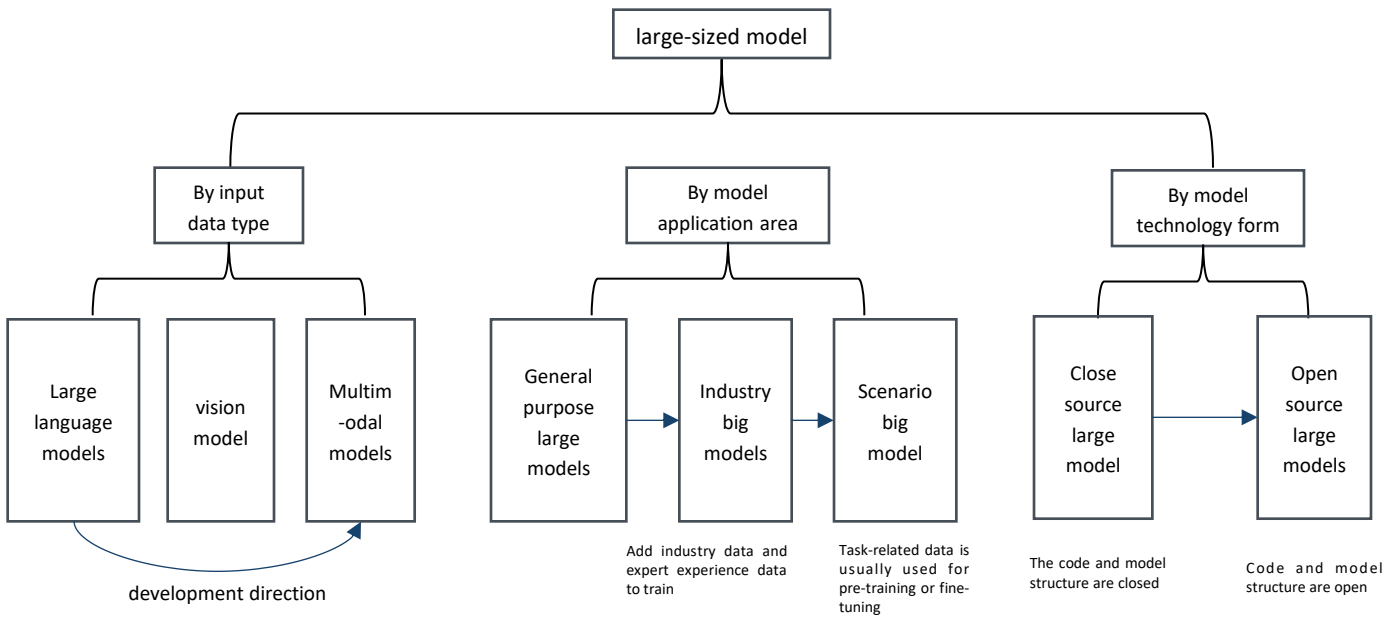 large-sized model
By input
data type
By model
application area
By model
technology form
Large
language
models
vision
model
Multim
-odal
models
General
purpose
large
models
Industry
big
models
Scenario
big
model
Close
source
large
model
Open
source
large
models
development direction
Add industry data and
expert experience data
to train
Task-related data is
usually used for
pre-training or fine-
tuning
The code and model
structure are closed
Code and model
structure are open